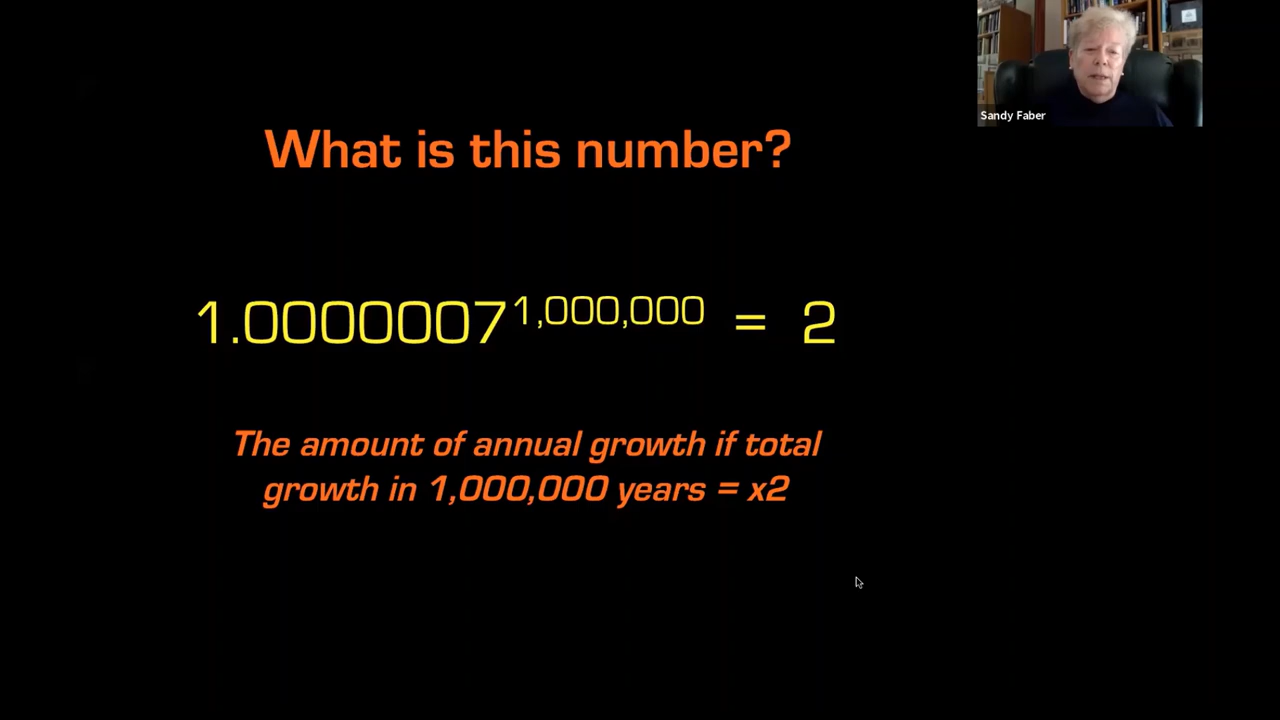 Sandy Faber
What is this number?
1.0000007^1,000,000 = 2
The amount of annual growth if total
growth in 1,000,000 years = x2